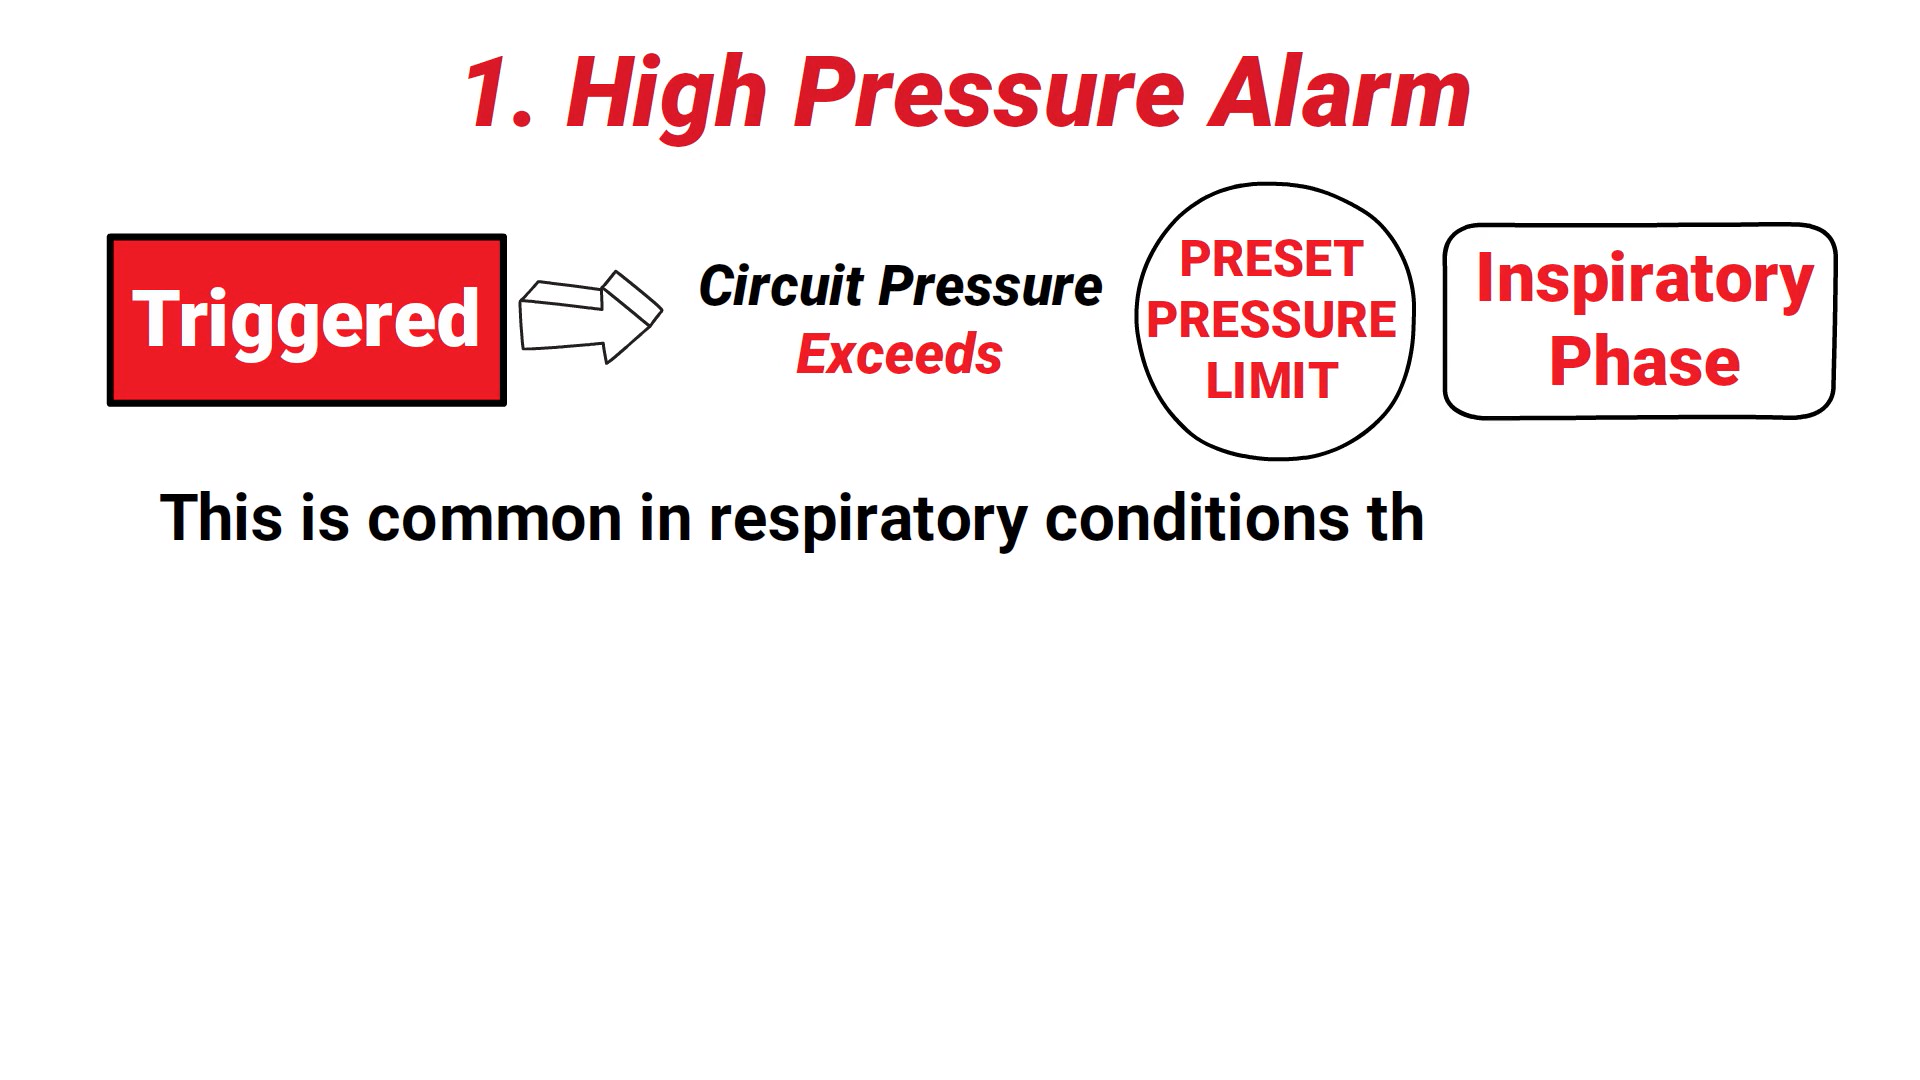 1. High Pressure Alarm
Triggered
Circuit Pressure
Exceeds
PRESET
PRESSURE
LIMIT
Inspiratory
Phase
This is common in respiratory conditions th